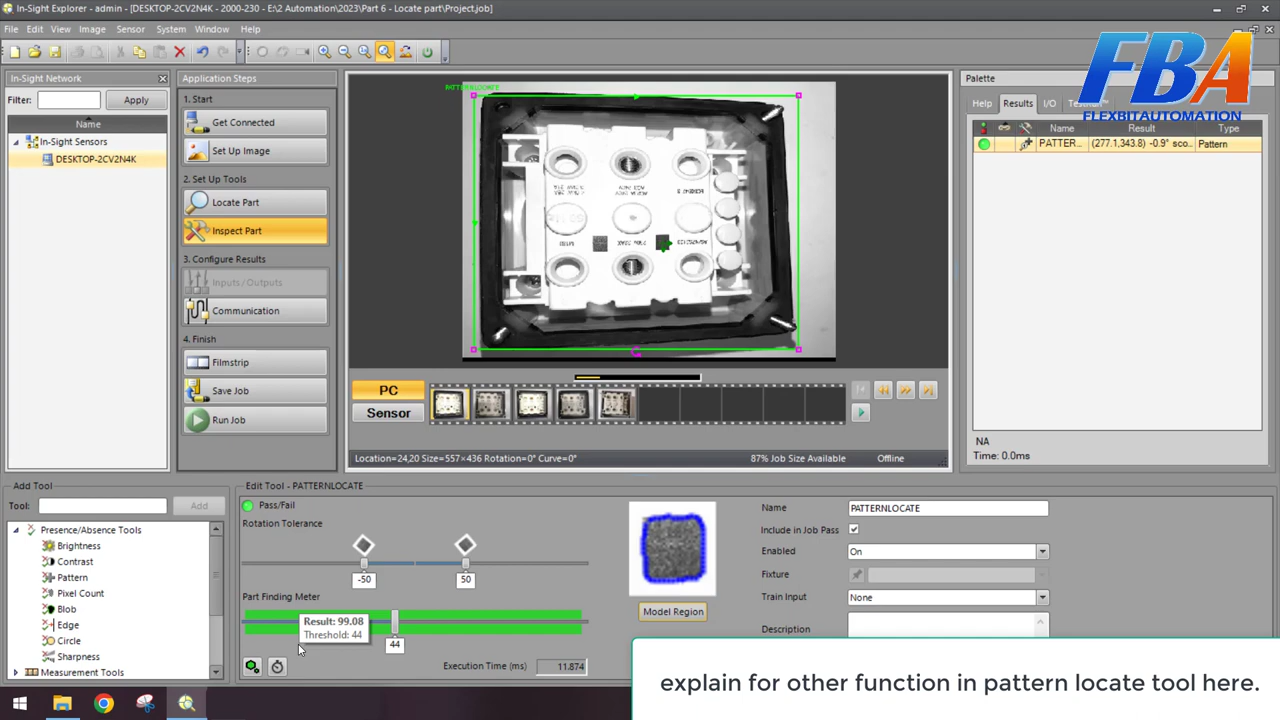 In-Sight Explorer - admin - [DESKTOP-2CV2N4K - 2000-230 - E:\2 Automation\2023\Part 6 - Locate part\Project.job]
File Edit View Image Sensor System Window Help
FBA
FLEXBITAUTOMATION
In-Sight Network
Filter:
Apply
Name
In-Sight Sensors
DESKTOP-2CV2N4K
Application Steps
1. Start
Get Connected
Set Up Image
2. Set Up Tools
Locate Part
Inspect Part
3. Configure Results
Inputs / Outputs
Communication
4. Finish
Filmstrip
Save Job
Run Job
PATTERNLOCATE
PC
Sensor
Location=24,20 Size=557×436 Rotation=0° Curve=0°
87% Job Size Available
Offline
Palette
Help Results I/O
Name Result Type
PATTER... (277.1,343.8) -0.9° sco... Pattern
NA
Time: 0.0ms
Add Tool
Tool:
Add
Presence/Absence Tools
Brightness
Contrast
Pattern
Pixel Count
Blob
Edge
Circle
Sharpness
Measurement Tools
Edit Tool - PATTERNLOCATE
Pass/Fail
Rotation Tolerance
-50 50
Part Finding Meter
Result: 99.08
Threshold: 44
44
Execution Time (ms) 11.874
Model Region
Name PATTERNLOCATE
Include in Job Pass
Enabled On
Fixture
Train Input None
Description
explain for other function in pattern locate tool here.